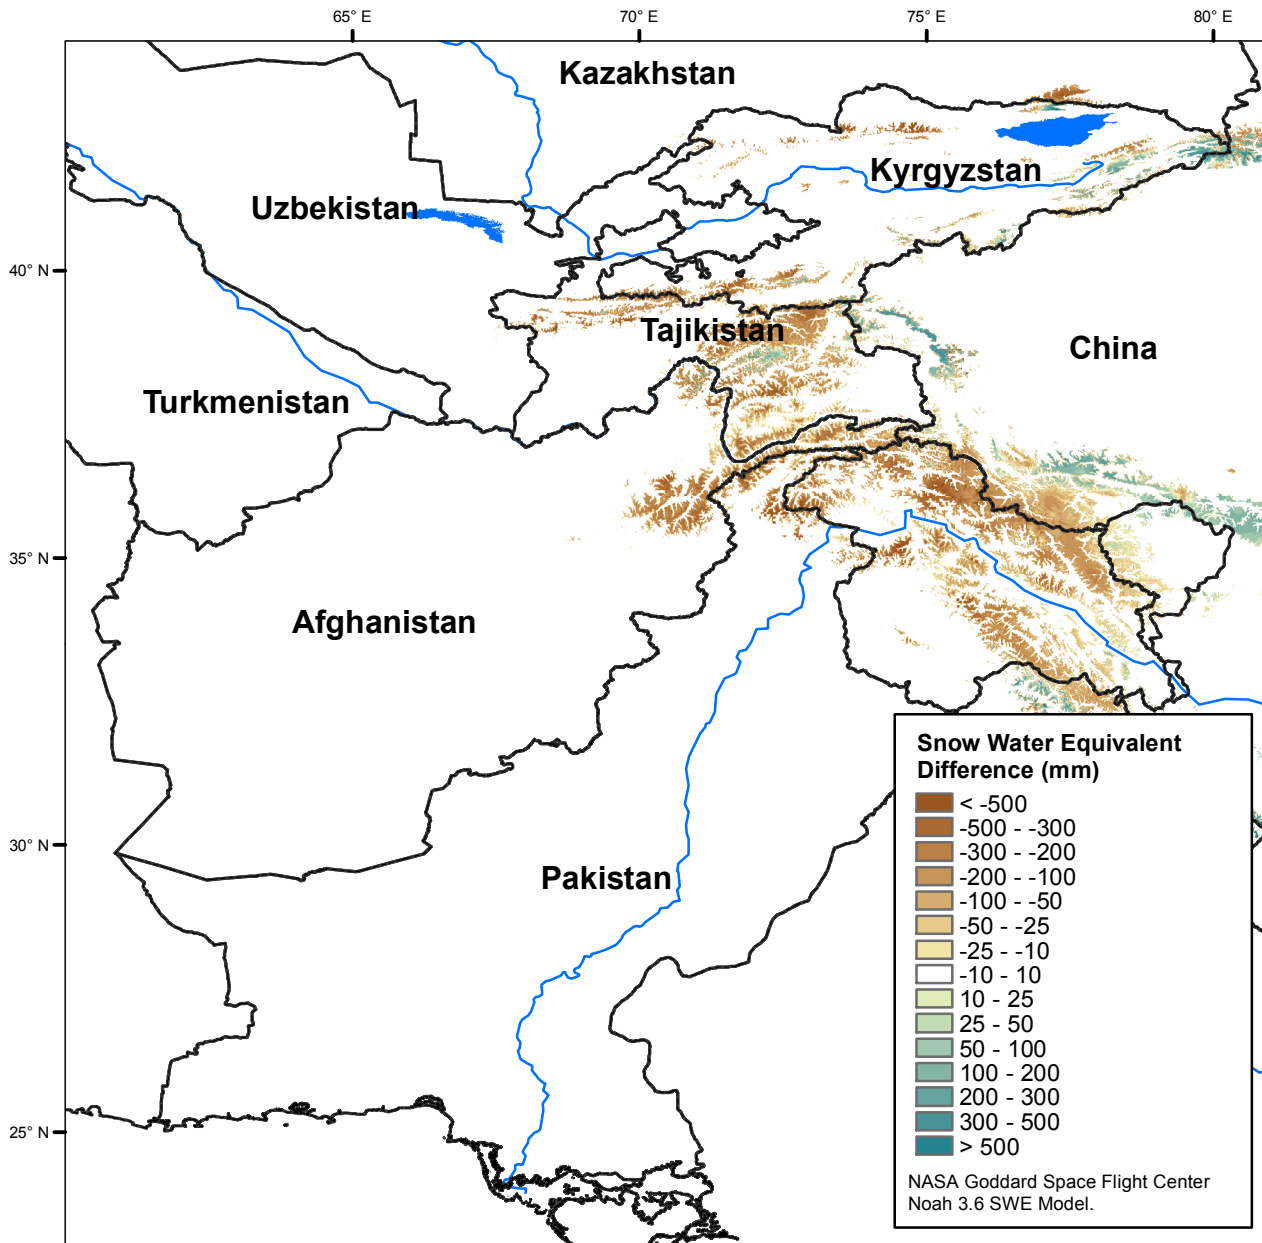 65° E
70° E
75° E
80° E
Kazakhstan
Kyrgyzstan
Uzbekistan
40° N
Tajikistan
China
Turkmenistan
35° N
Afghanistan
30° N
Pakistan
25° N
Snow Water Equivalent
Difference (mm)
< -500
-500 - -300
-300 - -200
-200 - -100
-100 - -50
-50 - -25
-25 - -10
-10 - 10
10 - 25
25 - 50
50 - 100
100 - 200
200 - 300
300 - 500
> 500
NASA Goddard Space Flight Center
Noah 3.6 SWE Model.